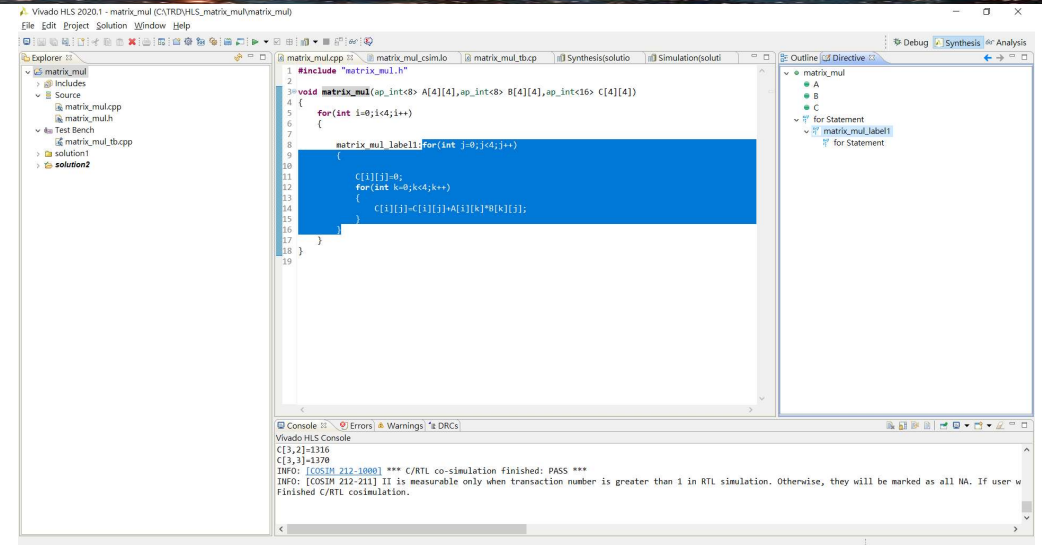 Vivado HLS 2020.1 - matrix_mul (C:\TRD\HLS_matrix_mul\matrix_mul)
File Edit Project Solution Window Help
Debug Synthesis Analysis
Explorer
matrix_mul
Includes
Source
matrix_mul.cpp
matrix_mul.h
Test Bench
matrix_mul_tb.cpp
solution1
solution2
matrix_mul.cpp matrix_mul_csim.lo matrix_mul_tb.cp Synthesis(solutio Simulation(soluti
1 #include "matrix_mul.h"
2
3 void matrix_mul(ap_int<8> A[4][4],ap_int<8> B[4][4],ap_int<16> C[4][4])
4 {
5 for(int i=0;i<4;i++)
6 {
7
8 matrix_mul_label1:for(int j=0;j<4;j++)
9 {
10
11 C[i][j]=0;
12 for(int k=0;k<4;k++)
13 {
14 C[i][j]=C[i][j]+A[i][k]*B[k][j];
15 }
16 }
17 }
18 }
19
Outline Directive
matrix_mul
A
B
C
for Statement
matrix_mul_label1
for Statement
Console Errors Warnings DRCs
Vivado HLS Console
C[3,2]=1316
C[3,3]=1370
INFO: [COSIM 212-1000] *** C/RTL co-simulation finished: PASS ***
INFO: [COSIM 212-211] II is measurable only when transaction number is greater than 1 in RTL simulation. Otherwise, they will be marked as all NA. If user w
Finished C/RTL cosimulation.